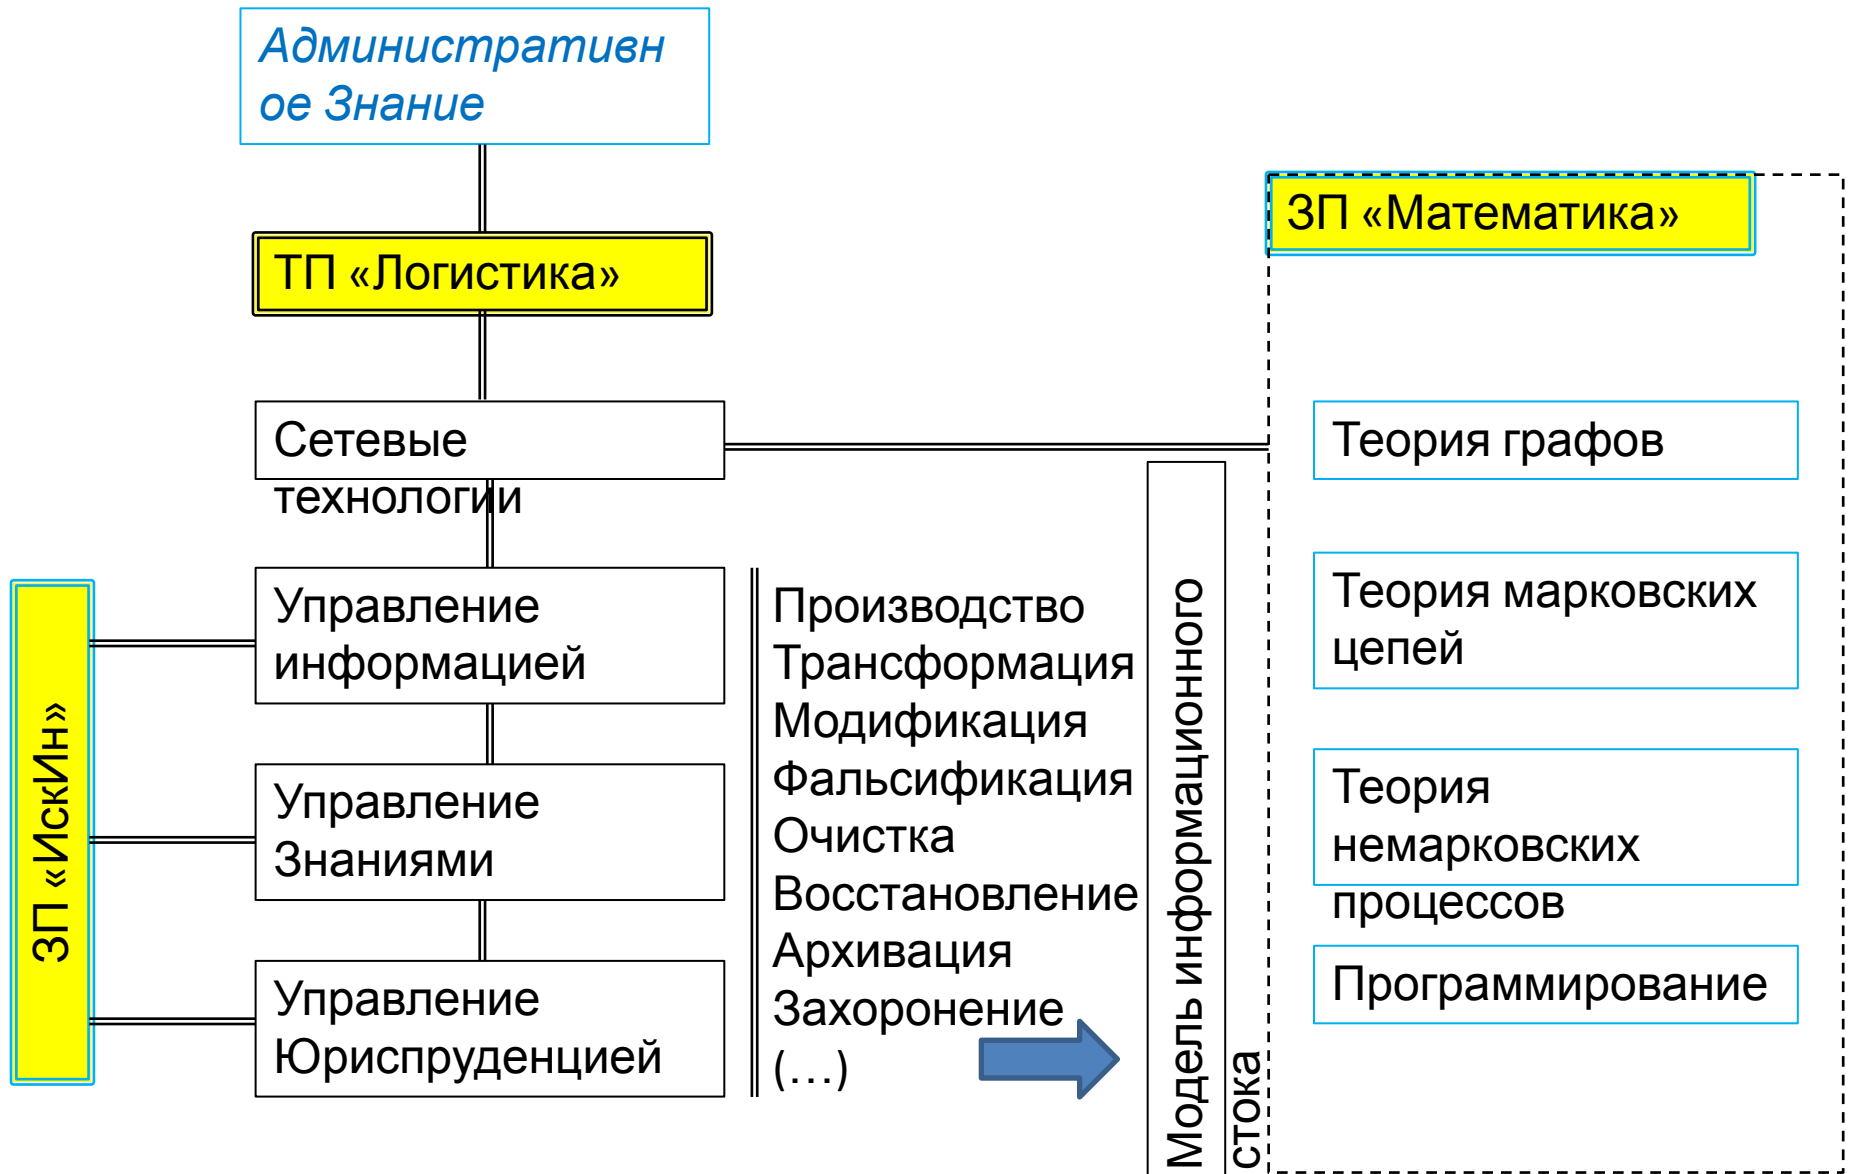 Административн
ое Знание
ТП «Логистика»
ЗП «Математика»
Сетевые
технологии
Теория графов
ЗП «ИскИн»
Управление
информацией
Управление
Знаниями
Управление
Юриспруденцией
Производство
Трансформация
Модификация
Фальсификация
Очистка
Восстановление
Архивация
Захоронение
(…)
Модель информационного
стока
Теория марковских
цепей
Теория
немарковских
процессов
Программирование